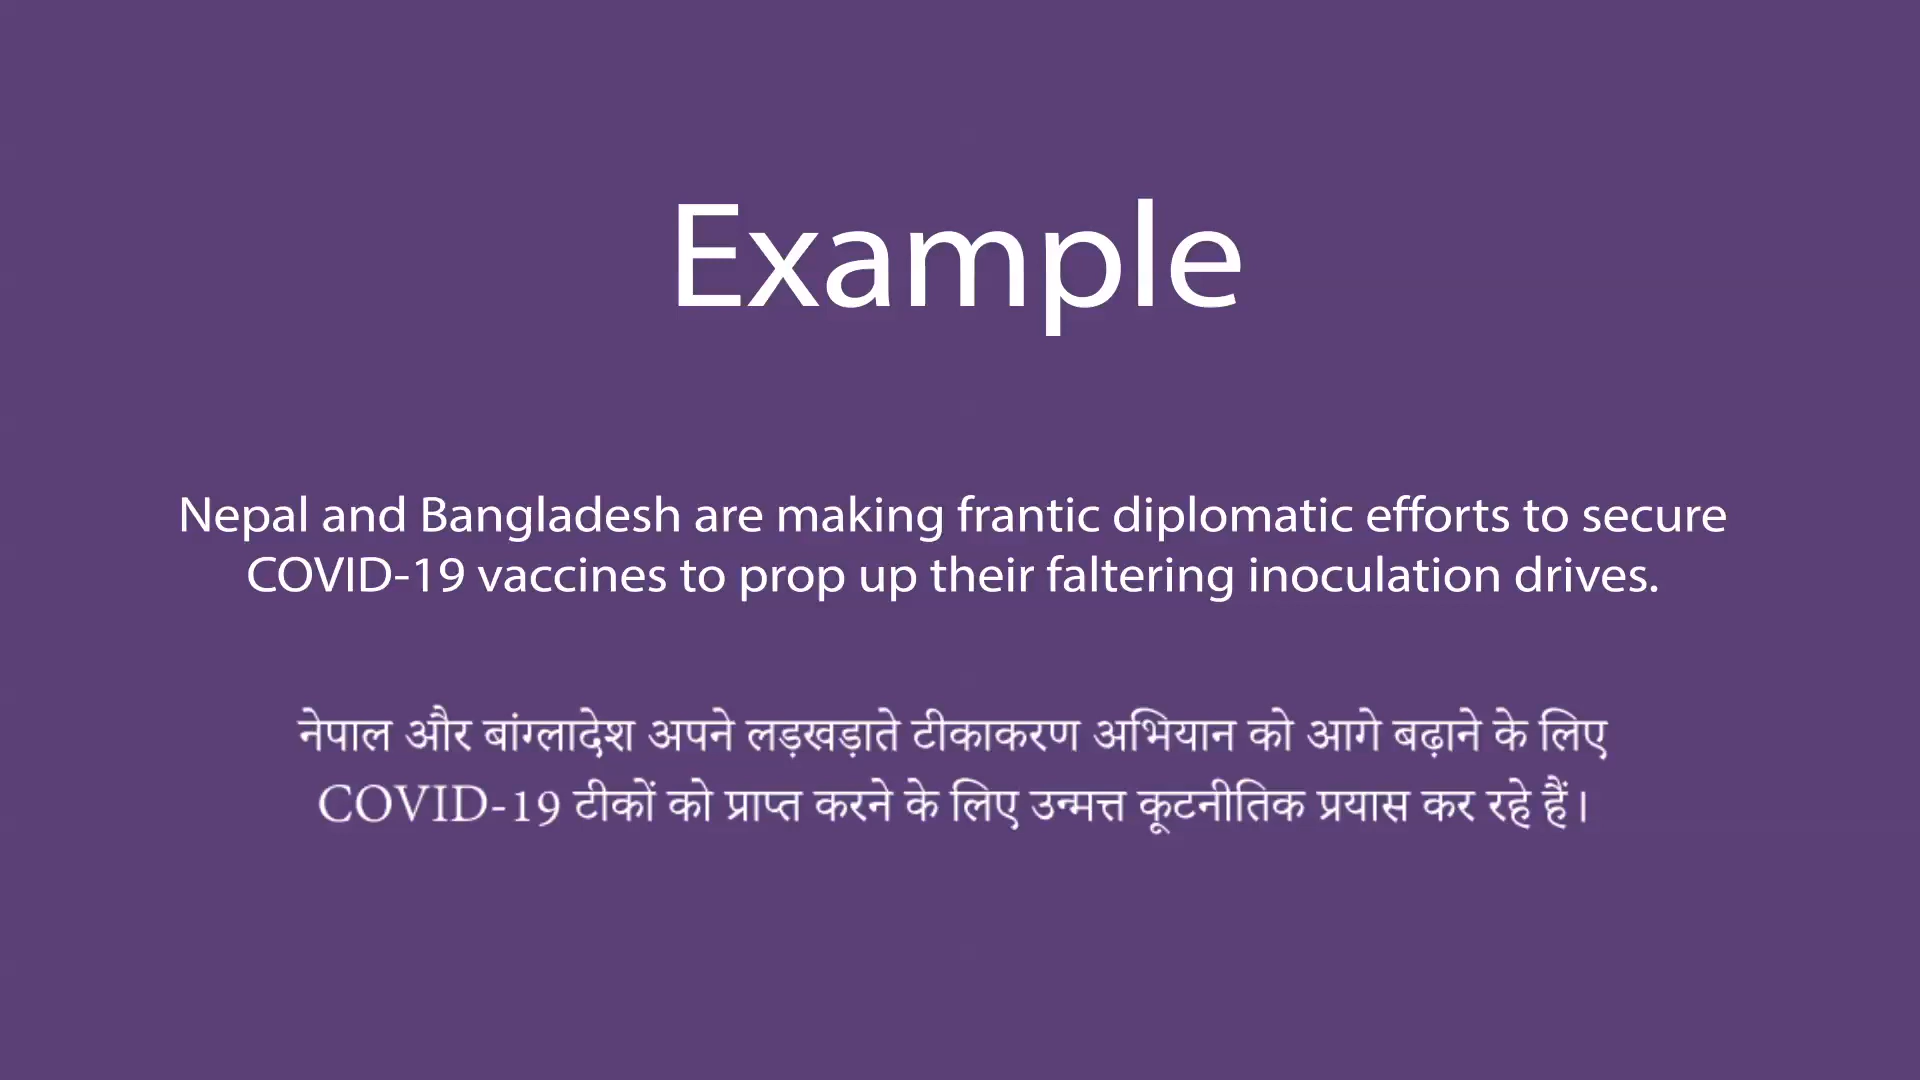 Example
Nepal and Bangladesh are making frantic diplomatic efforts to secure
COVID-19 vaccines to prop up their faltering inoculation drives.
नेपाल और बांग्लादेश अपने लड़खड़ाते टीकाकरण अभियान को आगे बढ़ाने के लिए
COVID-19 टीकों को प्राप्त करने के लिए उन्मत्त कूटनीतिक प्रयास कर रहे हैं।